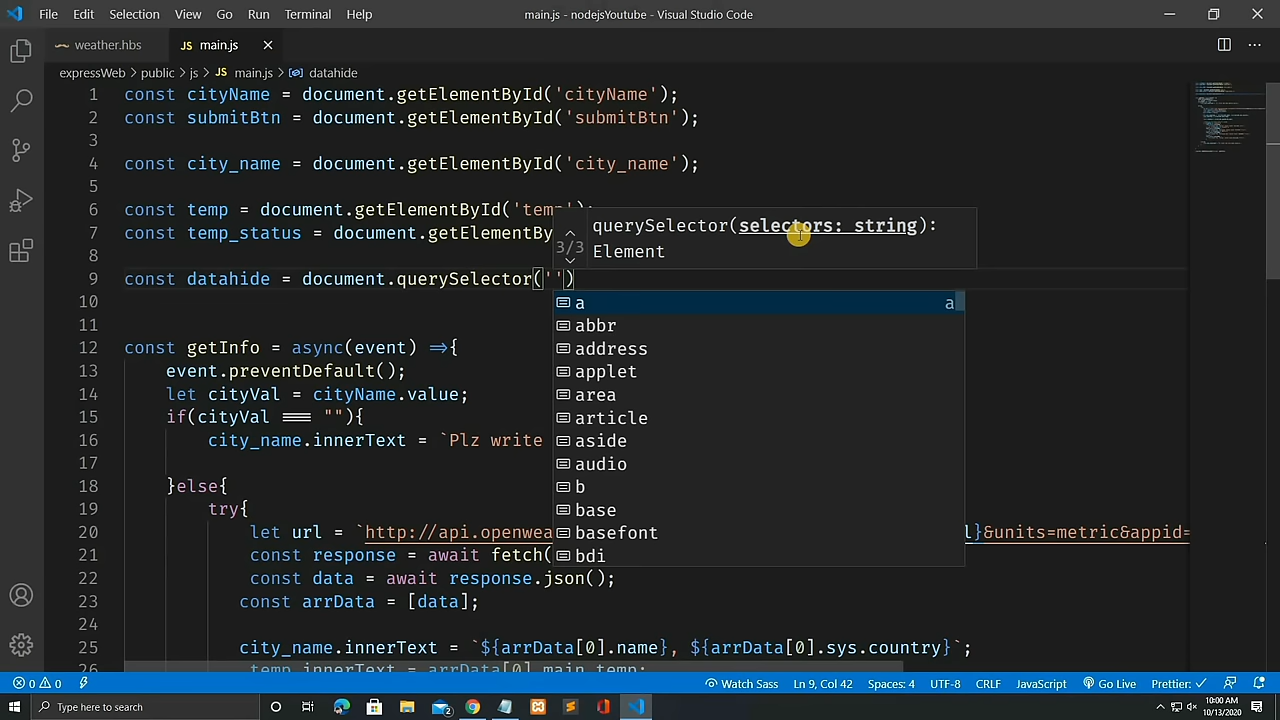 File Edit Selection View Go Run Terminal Help main.js - nodejsYoutube - Visual Studio Code
weather.hbs JS main.js
expressWeb > public > js > JS main.js > datahide
1 const cityName = document.getElementById('cityName');
2 const submitBtn = document.getElementById('submitBtn');
3
4 const city_name = document.getElementById('city_name');
5
6 const temp = document.getElementById('temp');
7 const temp_status = document.getElementBy
querySelector(selectors: string):
3/3
Element
8
9 const datahide = document.querySelector('')
10
a a
11
abbr
12 const getInfo = async(event) =>{
address
13 event.preventDefault();
applet
14 let cityVal = cityName.value;
area
15 if(cityVal === ""){
article
16 city_name.innerText = `Plz write
aside
17
audio
18 }else{
b
19 try{
base
20 let url = `http://api.openwea l}&units=metric&appid=
basefont
21 const response = await fetch(
bdi
22 const data = await response.json();
23 const arrData = [data];
24
25 city_name.innerText = `${arrData[0].name}, ${arrData[0].sys.country}`;
26 temp.innerText = arrData[0].main.temp;
0 0 Watch Sass Ln 9, Col 42 Spaces: 4 UTF-8 CRLF JavaScript Go Live Prettier: ✓
Type here to search 2 10:00 AM
10/13/2020